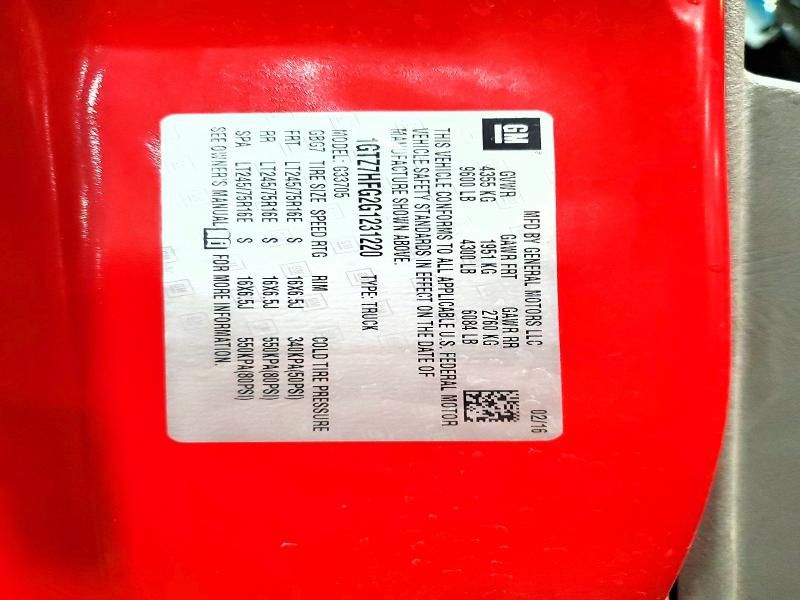 GM
MFD BY GENERAL MOTORS LLC 02/16
GVWR GAWR FRT GAWR RR
4355 KG 1951 KG 2760 KG
9600 LB 4300 LB 6084 LB
THIS VEHICLE CONFORMS TO ALL APPLICABLE U.S. FEDERAL MOTOR
VEHICLE SAFETY STANDARDS IN EFFECT ON THE DATE OF
MANUFACTURE SHOWN ABOVE.
1GTZ7HFG2G1231220 TYPE: TRUCK
MODEL: G33705
GBG7 TIRE SIZE SPEED RTG RIM COLD TIRE PRESSURE
FRT LT245/75R16E S 16X6.5J 340KPA(50PSI)
RR LT245/75R16E S 16X6.5J 550KPA(80PSI)
SPA LT245/75R16E S 16X6.5J 550KPA(80PSI)
SEE OWNER'S MANUAL FOR MORE INFORMATION.